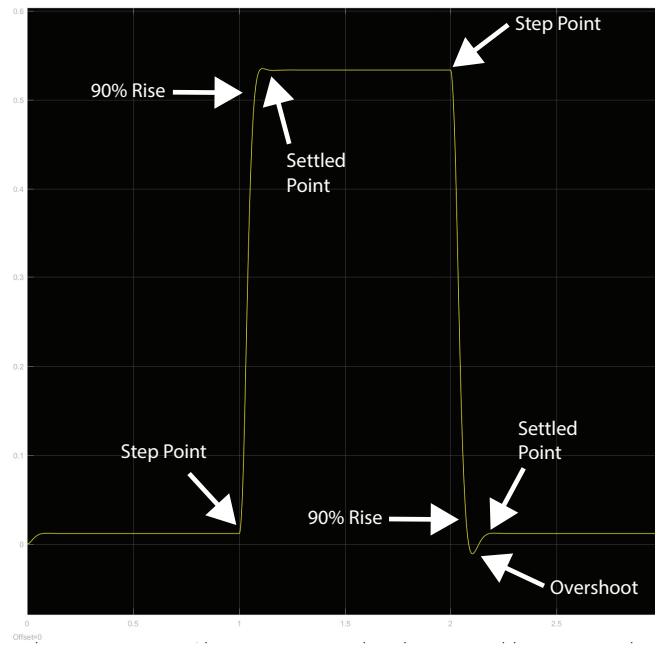 0.6
Step Point
90% Rise
0.5
Settled
Point
0.4
0.3
0.2
0.1
Step Point
Settled
Point
90% Rise
0
Overshoot
0
0.5
1
1.5
2
2.5
Offset=0